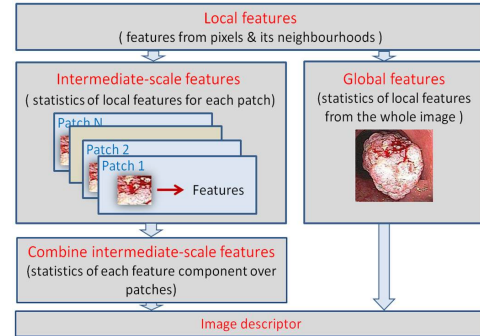 Local features
( features from pixels & its neighbourhoods )
Intermediate-scale features
( statistics of local features for each patch)
Patch N
Patch 2
Patch 1
Features
Global features
(statistics of local features
from the whole image )
Combine intermediate-scale features
(statistics of each feature component over
patches)
Image descriptor